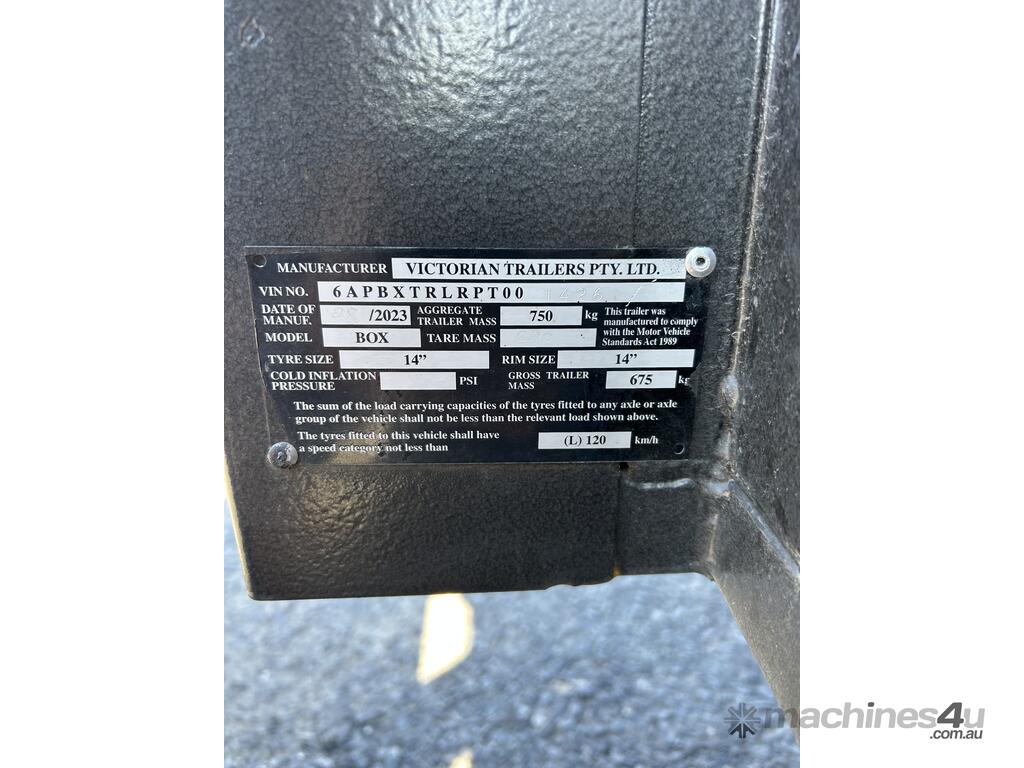 MANUFACTURER VICTORIAN TRAILERS PTY. LTD.
VIN NO. 6APBXTRLRPT00
DATE OF MANUF. /2023 AGGREGATE TRAILER MASS 750 kg
This trailer was manufactured to comply with the Motor Vehicle Standards Act 1989
MODEL BOX TARE MASS
TYRE SIZE 14” RIM SIZE 14”
COLD INFLATION PRESSURE PSI GROSS TRAILER MASS 675 kg
The sum of the load carrying capacities of the tyres fitted to any axle or axle
group of the vehicle shall not be less than the relevant load shown above.
The tyres fitted to this vehicle shall have
a speed category not less than (L) 120 km/h
machines4u
.com.au